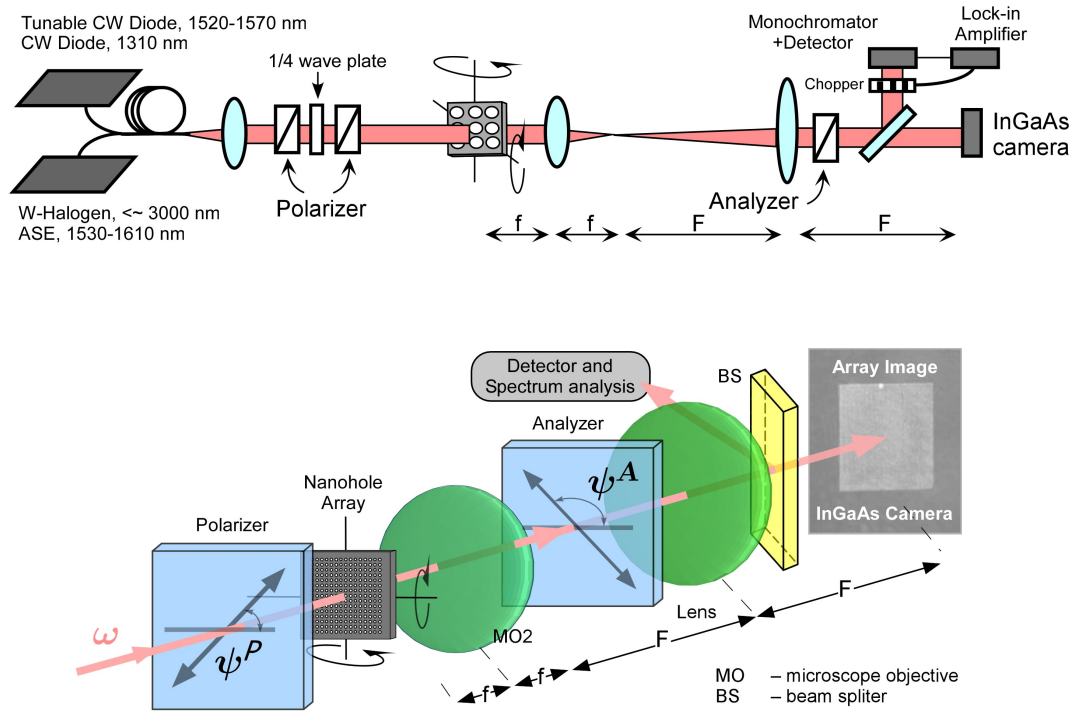 Tunable CW Diode, 1520-1570 nm
CW Diode, 1310 nm
1/4 wave plate
Monochromator
+Detector
Lock-in
Amplifier
Chopper
InGaAs
camera
Polarizer
Analyzer
W-Halogen, <~ 3000 nm
ASE, 1530-1610 nm
f
f
F
F
Detector and
Spectrum analysis
BS
Array Image
Analyzer
ψA
Nanohole
Array
InGaAs Camera
Polarizer
ω
ψP
MO2
Lens
F
F
f
f
MO – microscope objective
BS – beam spliter